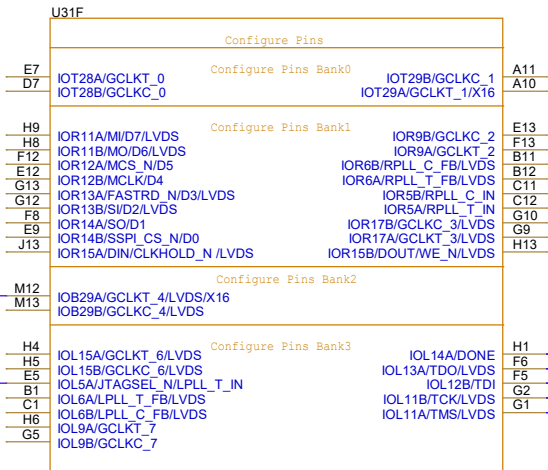 U31F
Configure Pins
Configure Pins Bank0
E7 IOT28A/GCLKT_0 IOT29B/GCLKC_1 A11
D7 IOT28B/GCLKC_0 IOT29A/GCLKT_1/X16 A10
Configure Pins Bank1
H9 IOR11A/MI/D7/LVDS IOR9B/GCLKC_2 E13
H8 IOR11B/MO/D6/LVDS IOR9A/GCLKT_2 F13
F12 IOR12A/MCS_N/D5 IOR6B/RPLL_C_FB/LVDS B11
E12 IOR12B/MCLK/D4 IOR6A/RPLL_T_FB/LVDS B12
G13 IOR13A/FASTRD_N/D3/LVDS IOR5B/RPLL_C_IN C11
G12 IOR13B/SI/D2/LVDS IOR5A/RPLL_T_IN C12
F8 IOR14A/SO/D1 IOR17B/GCLKC_3/LVDS G10
E9 IOR14B/SSPI_CS_N/D0 IOR17A/GCLKT_3/LVDS G9
J13 IOR15A/DIN/CLKHOLD_N /LVDS IOR15B/DOUT/WE_N/LVDS H13
Configure Pins Bank2
M12 IOB29A/GCLKT_4/LVDS/X16
M13 IOB29B/GCLKC_4/LVDS
Configure Pins Bank3
H4 IOL15A/GCLKT_6/LVDS IOL14A/DONE H1
H5 IOL15B/GCLKC_6/LVDS IOL13A/TDO/LVDS F6
E5 IOL5A/JTAGSEL_N/LPLL_T_IN IOL12B/TDI F5
B1 IOL6A/LPLL_T_FB/LVDS IOL11B/TCK/LVDS G2
C1 IOL6B/LPLL_C_FB/LVDS IOL11A/TMS/LVDS G1
H6 IOL9A/GCLKT_7
G5 IOL9B/GCLKC_7